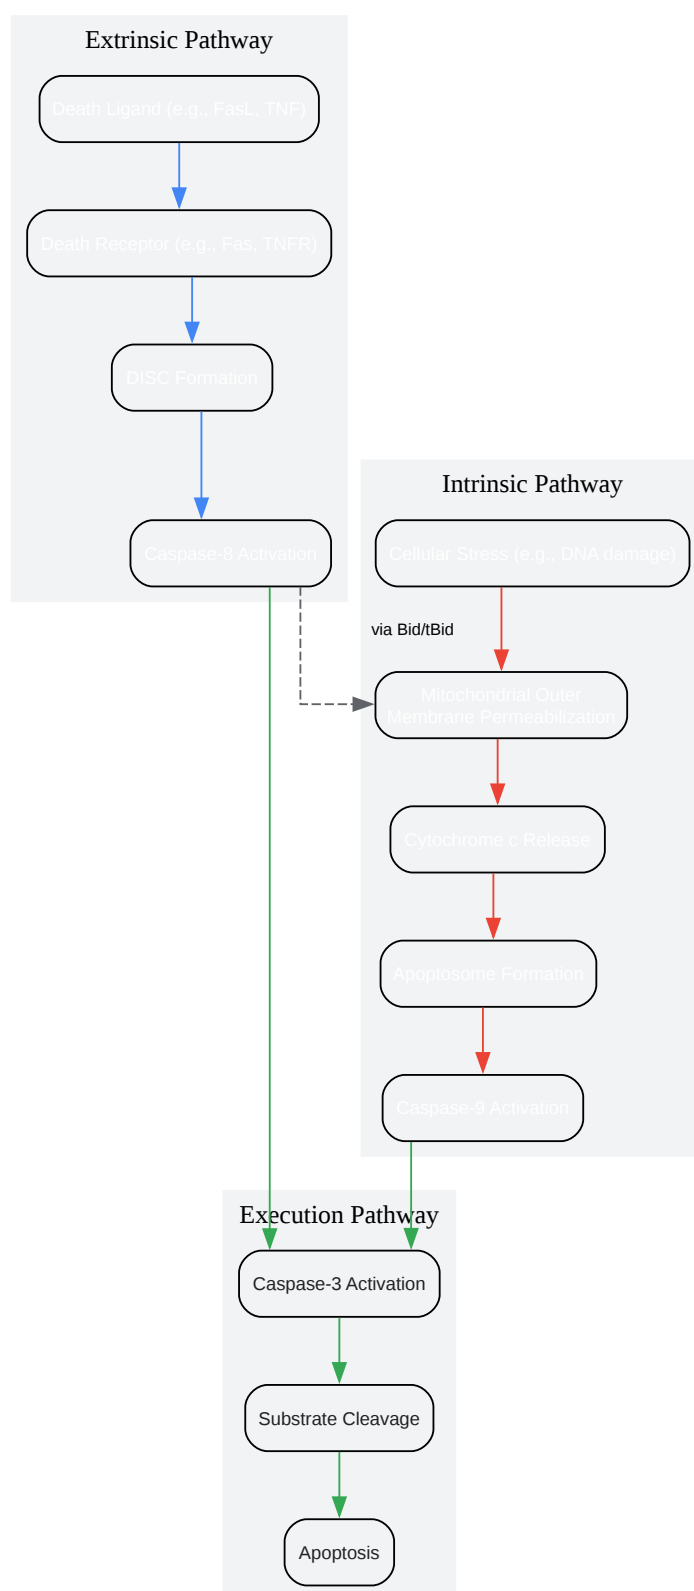 Extrinsic Pathway
Death Ligand (e.g., FasL, TNF)
Death Receptor (e.g., Fas, TNFR)
DISC Formation
Caspase-8 Activation
Intrinsic Pathway
Cellular Stress (e.g., DNA damage)
via Bid/tBid
Mitochondrial Outer
Membrane Permeabilization
Cytochrome c Release
Apoptosome Formation
Caspase-9 Activation
Execution Pathway
Caspase-3 Activation
Substrate Cleavage
Apoptosis